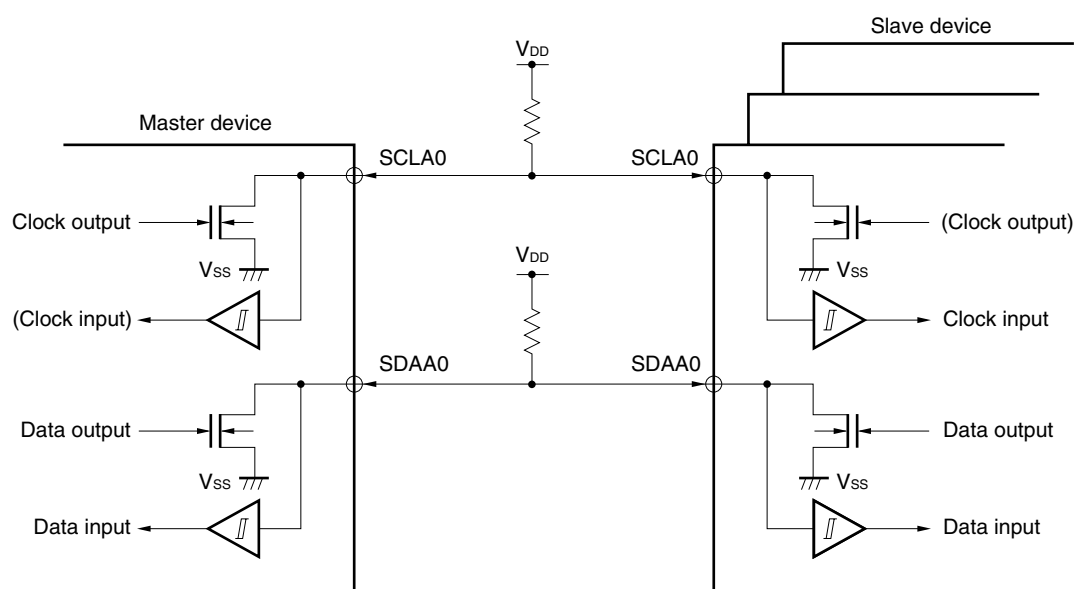 Slave device
VDD
Master device
SCLA0 SCLA0
Clock output (Clock output)
VSS VSS
VDD
(Clock input) Clock input
SDAA0 SDAA0
Data output Data output
VSS VSS
Data input Data input